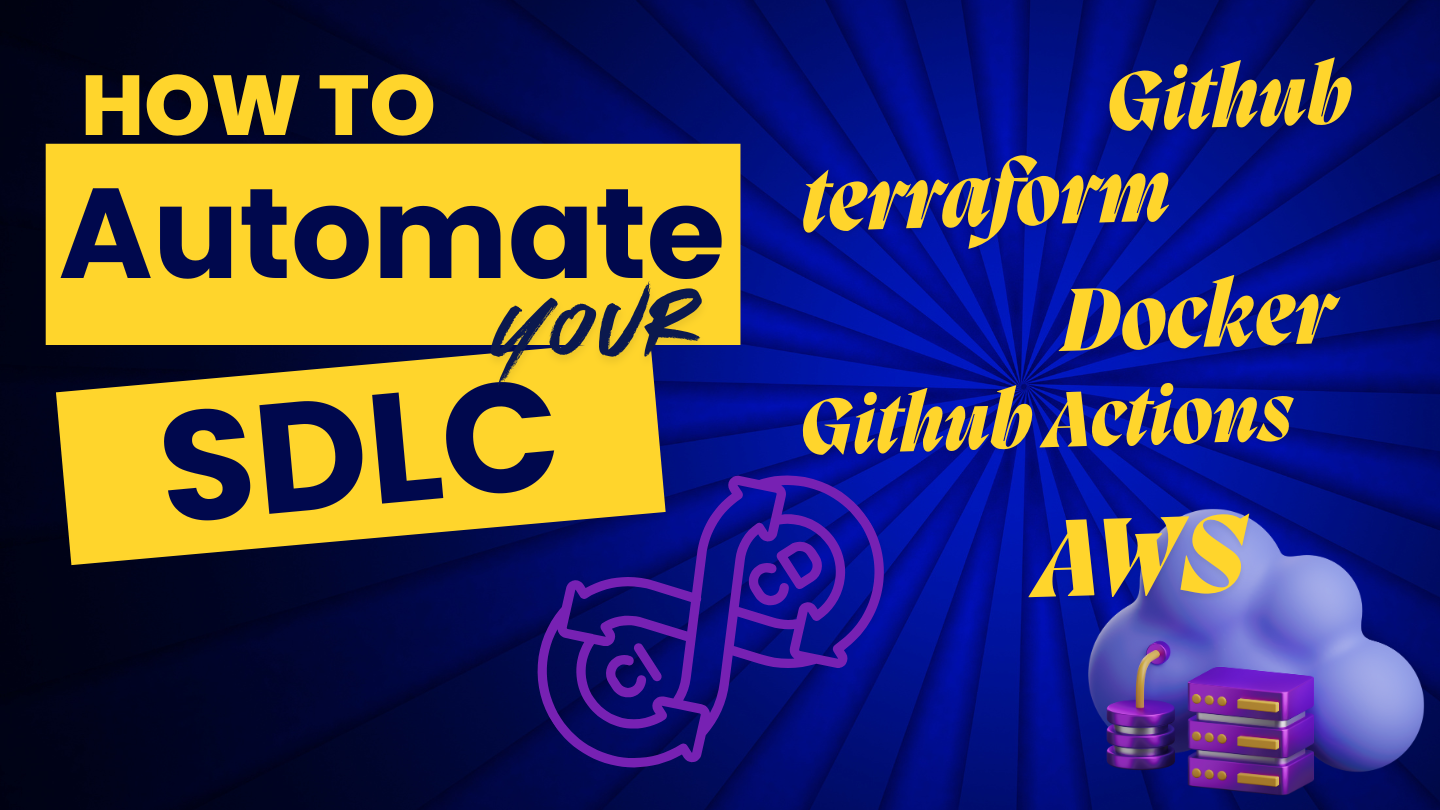 HOW TO
Automate
YOUR
SDLC
Github
terraform
Docker
Github Actions
AWS
CD
CI